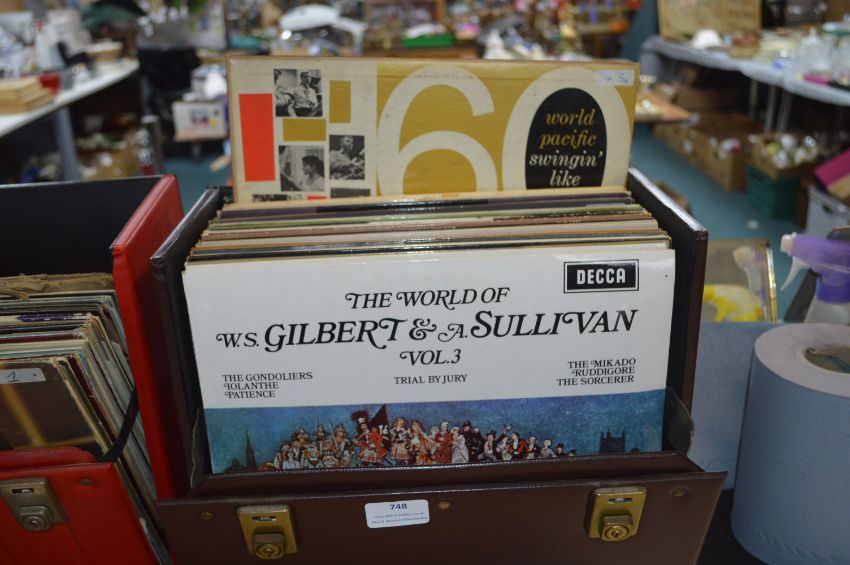 60
world
pacific
swingin'
like
DECCA
THE WORLD OF
W.S. GILBERT & A. SULLIVAN
VOL.3
THE GONDOLIERS
IOLANTHE
PATIENCE
TRIAL BY JURY
THE MIKADO
RUDDIGORE
THE SORCERER
1
748